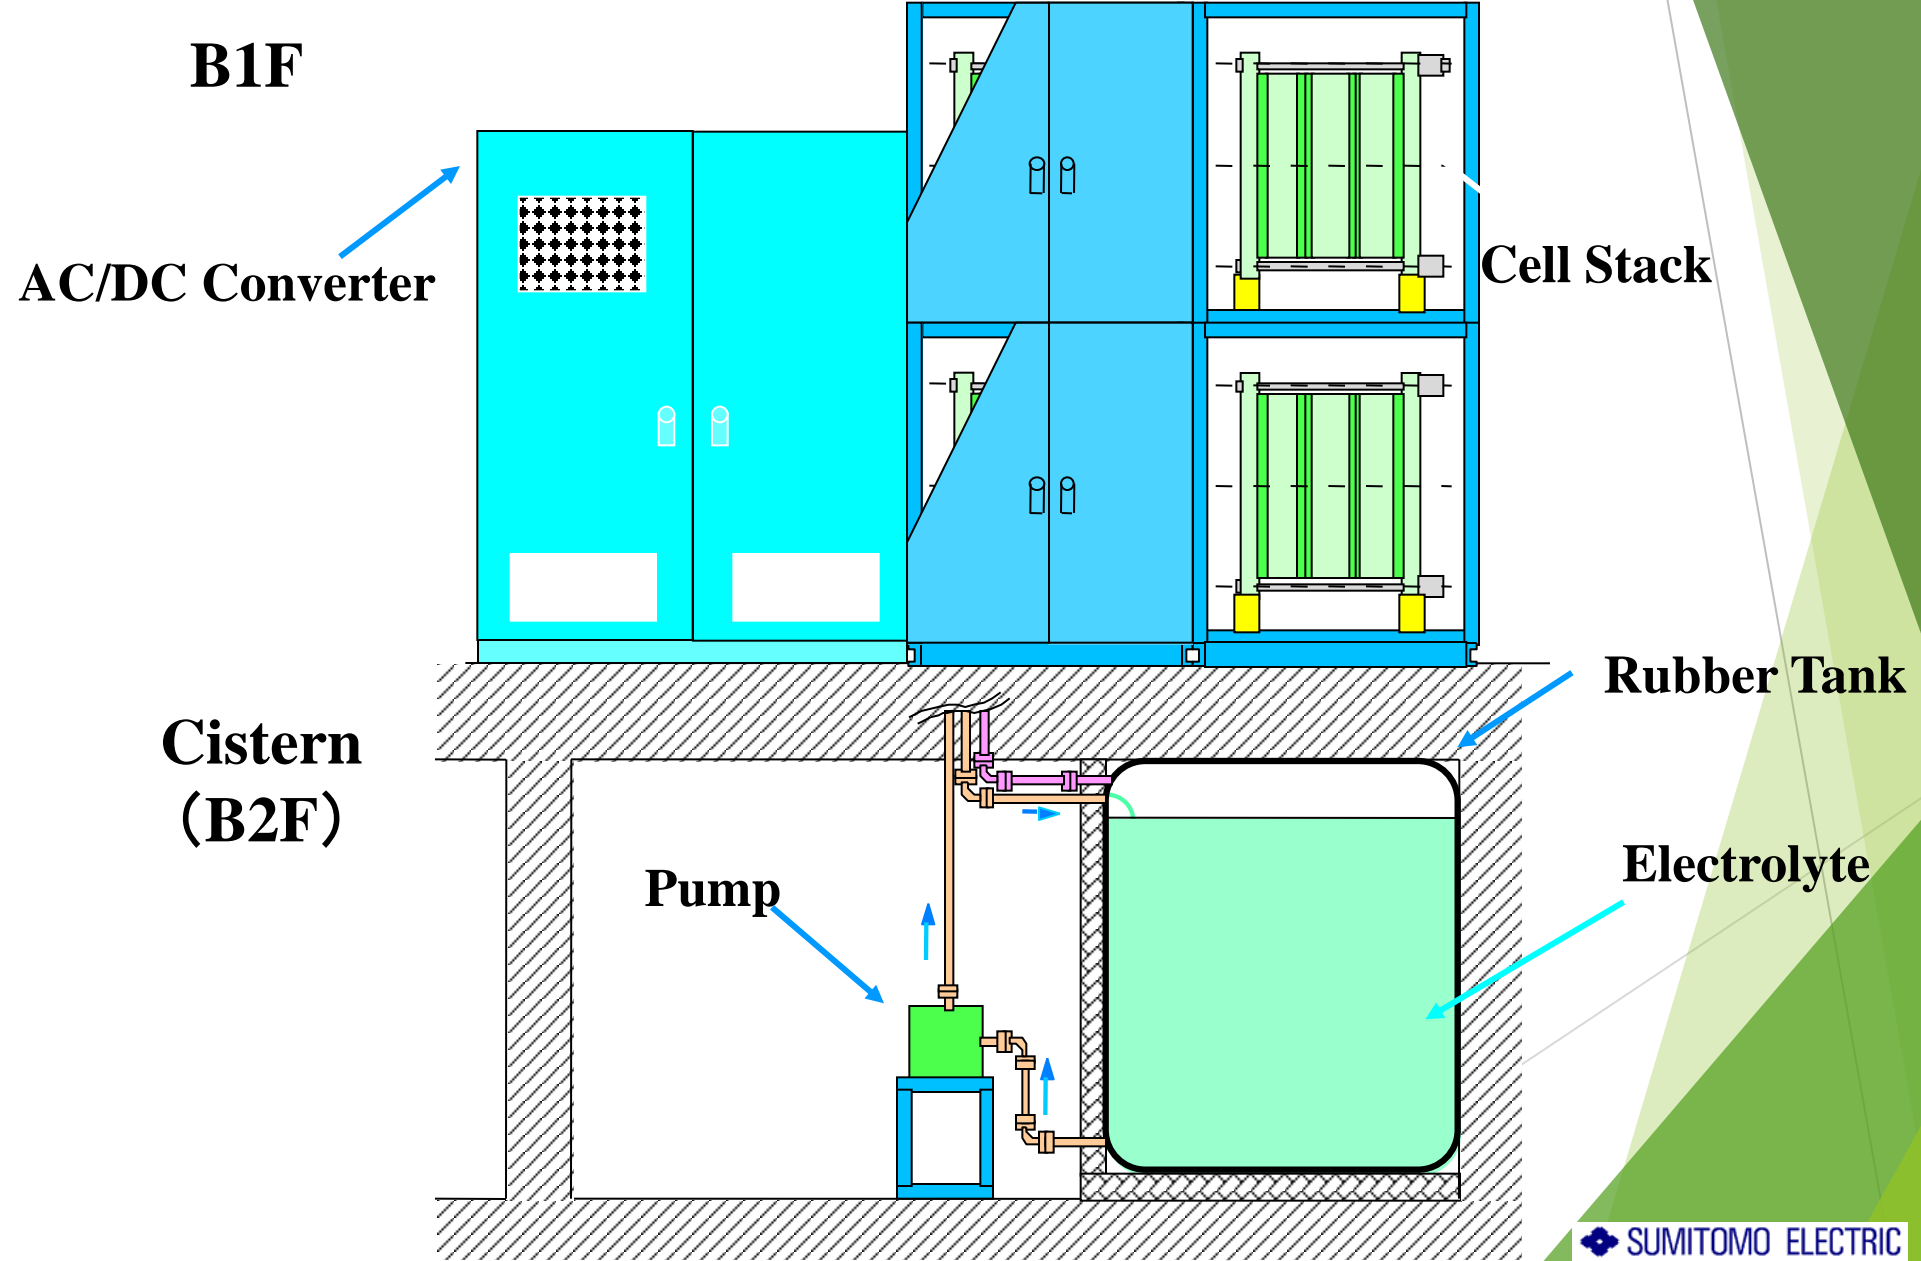 B1F
AC/DC Converter
Cell Stack
Rubber Tank
Cistern
（B2F）
Electrolyte
Pump
SUMITOMO ELECTRIC